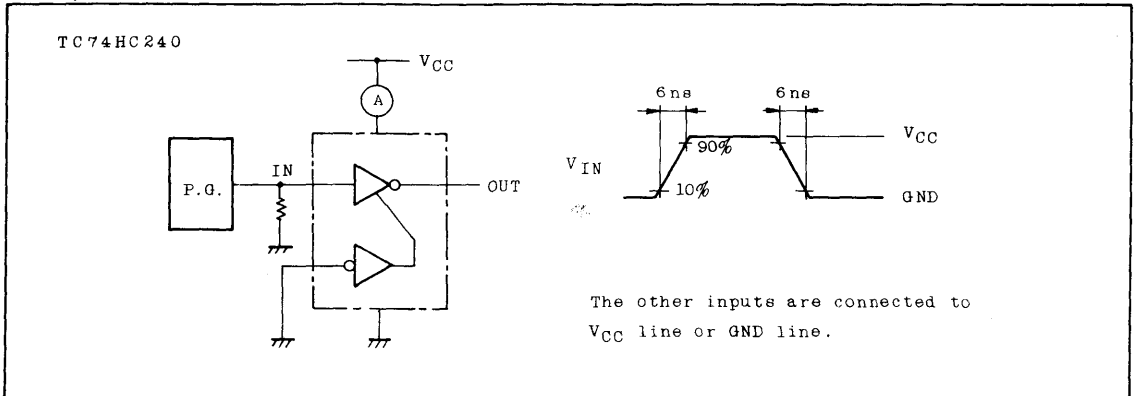 TC74HC240
VCC
A
6ns 6ns
P.G.
IN
OUT
VIN
90%
10%
VCC
GND
The other inputs are connected to
VCC line or GND line.